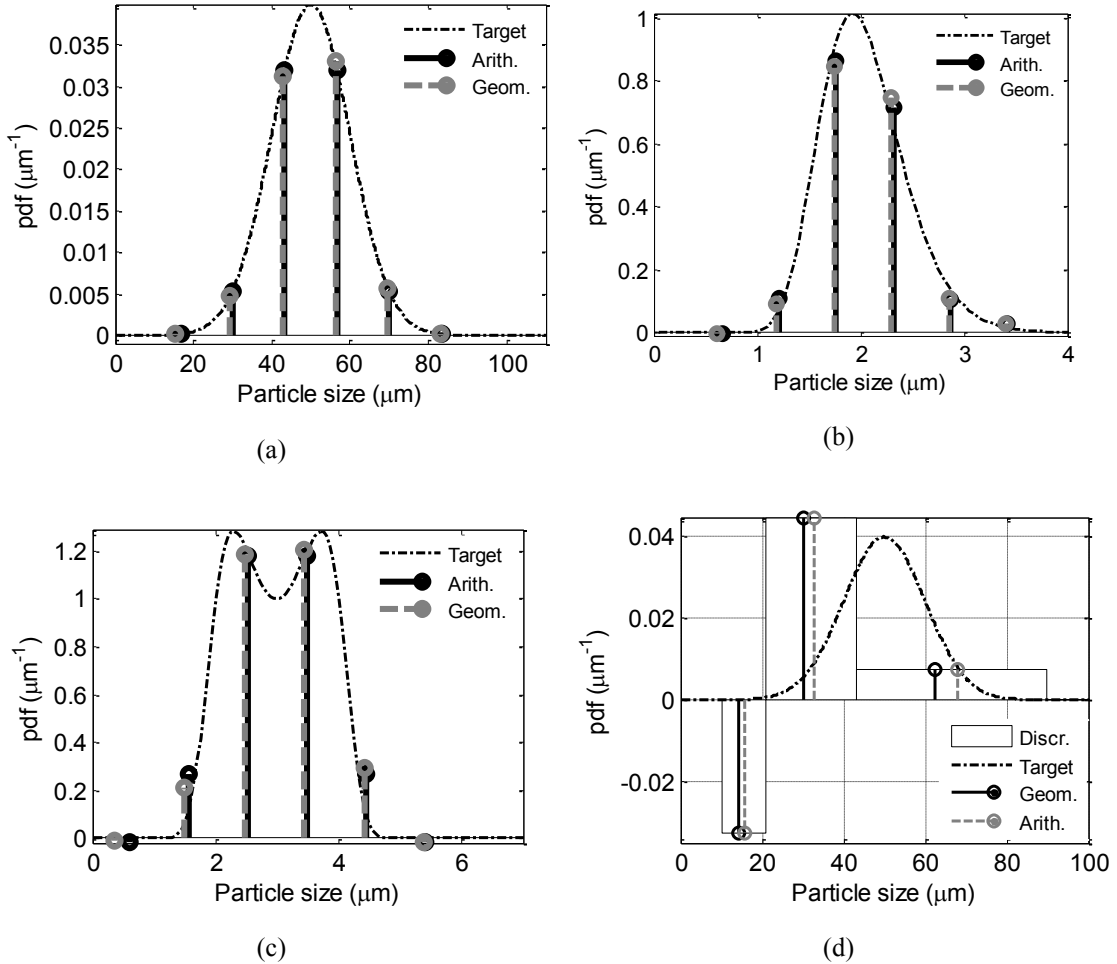 0.035
0.03
0.025
0.02
0.015
0.01
0.005
0
pdf (μm⁻¹)
0 20 40 60 80 100
Particle size (μm)
Target
Arith.
Geom.
(a)
1
0.8
0.6
0.4
0.2
0
pdf (μm⁻¹)
0 1 2 3 4
Particle size (μm)
Target
Arith.
Geom.
(b)
1.2
1
0.8
0.6
0.4
0.2
0
pdf (μm⁻¹)
0 2 4 6
Particle size (μm)
Target
Arith.
Geom.
(c)
0.04
0.02
0
-0.02
pdf (μm⁻¹)
0 20 40 60 80 100
Particle size (μm)
Discr.
Target
Geom.
Arith.
(d)